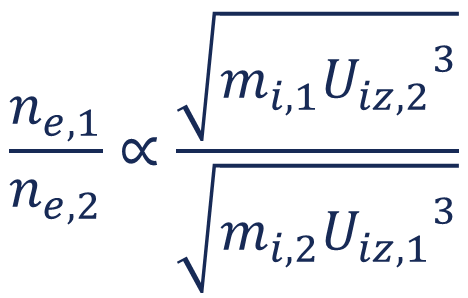 n_{e,1}/n_{e,2} ∝ √(m_{i,1}U_{iz,2}^3)/√(m_{i,2}U_{iz,1}^3)